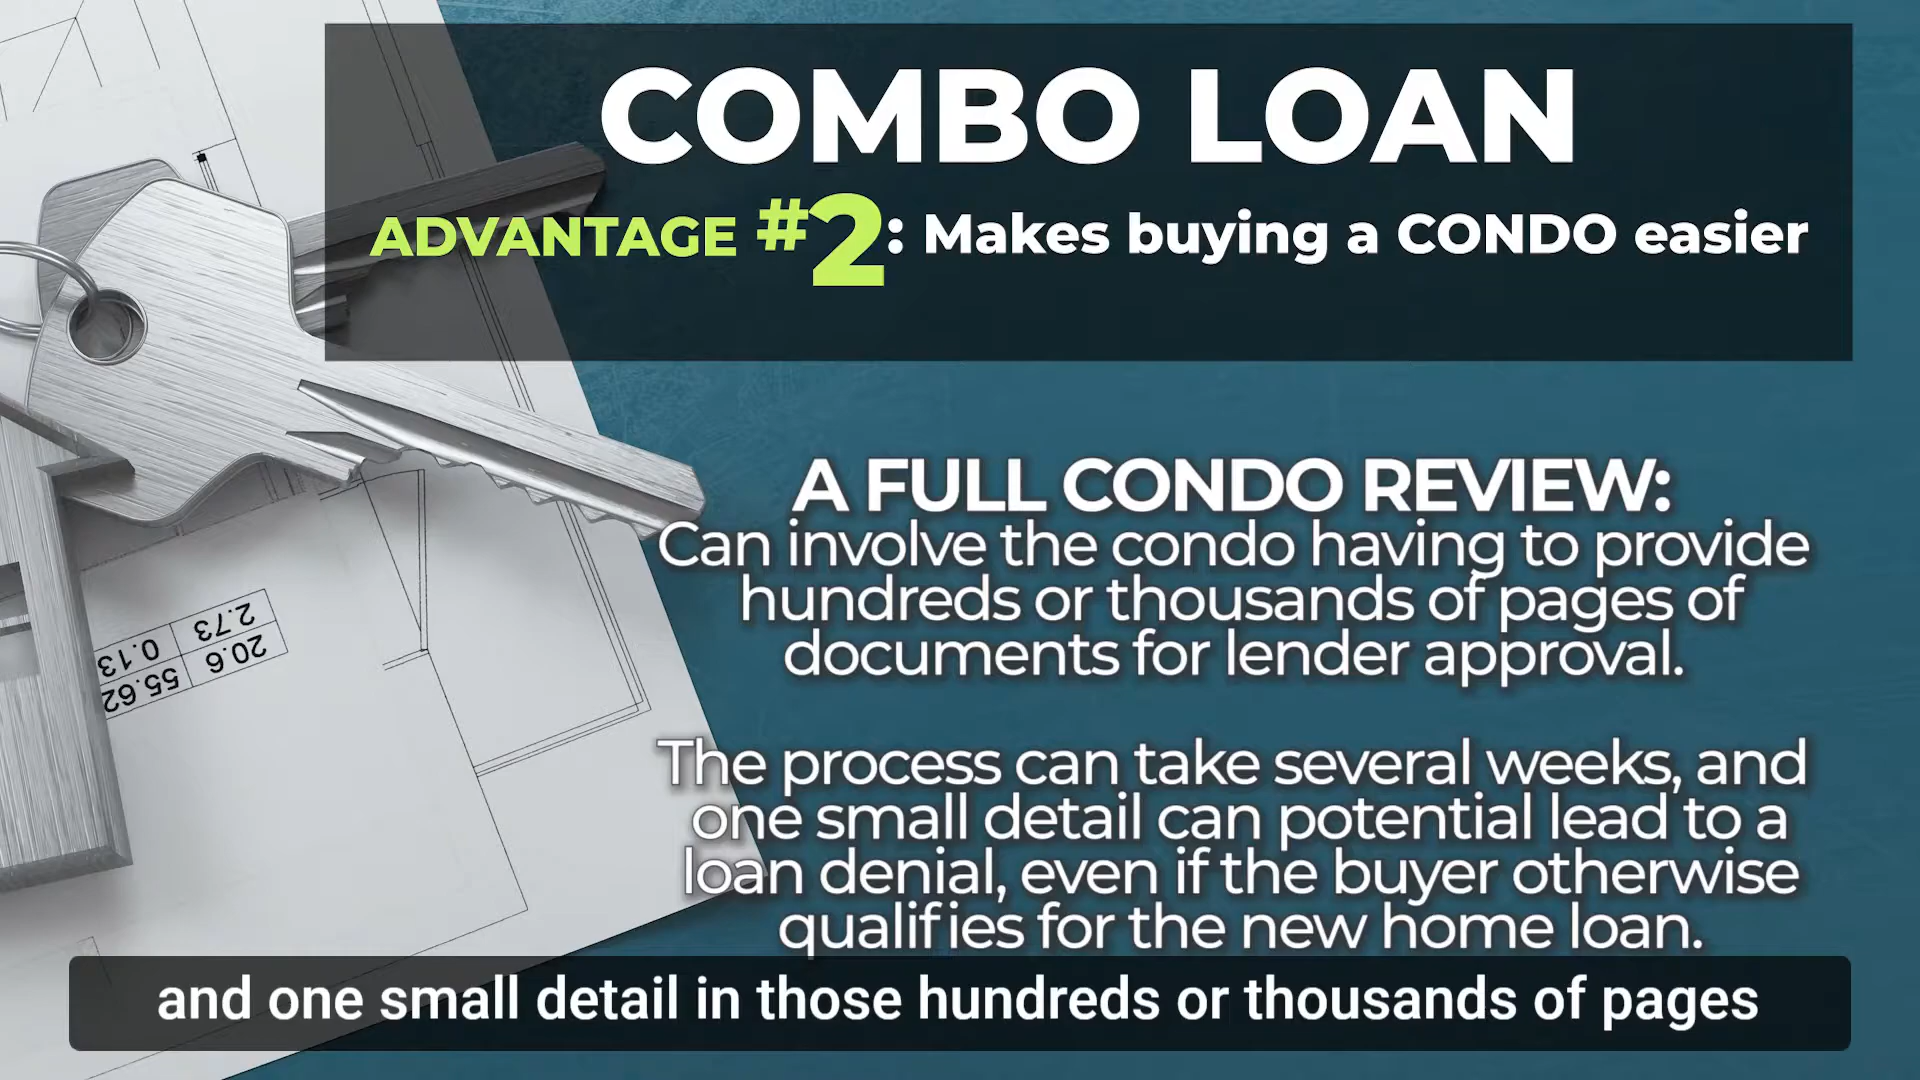 COMBO LOAN
ADVANTAGE #2: Makes buying a CONDO easier
A FULL CONDO REVIEW:
Can involve the condo having to provide
hundreds or thousands of pages of
documents for lender approval.
The process can take several weeks, and
one small detail can potential lead to a
loan denial, even if the buyer otherwise
qualifies for the new home loan.
2.73
0.13
20.6
55.62
and one small detail in those hundreds or thousands of pages